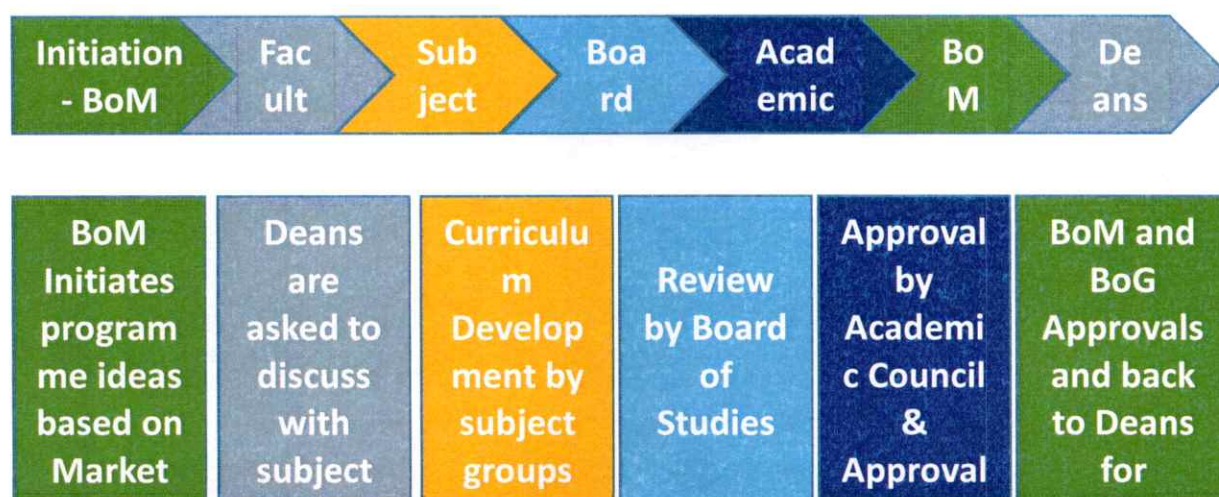 Initiation
- BoM
Fac
ult
Sub
ject
Boa
rd
Acad
emic
Bo
M
De
ans
BoM
Initiates
program
me ideas
based on
Market
Deans
are
asked to
discuss
with
subject
Curriculu
m
Develop
ment by
subject
groups
Review
by Board
of
Studies
Approval
by
Academi
c Council
&
Approval
BoM and
BoG
Approvals
and back
to Deans
for